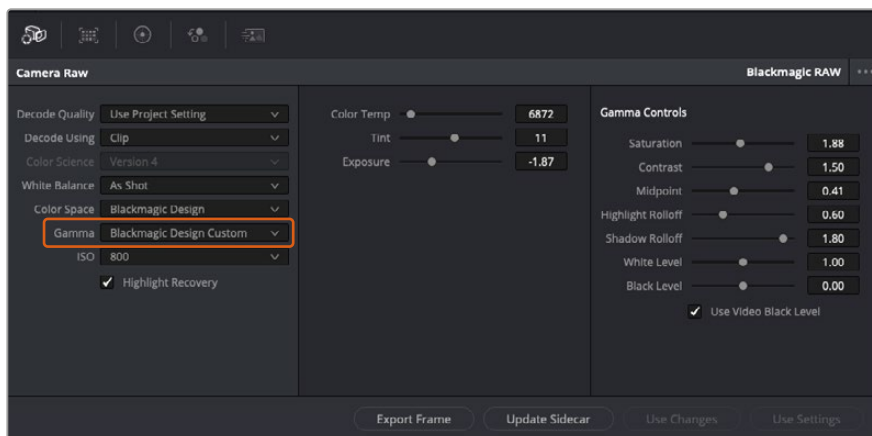 Camera Raw
Blackmagic RAW
Decode Quality Use Project Setting
Decode Using Clip
Color Science Version 4
White Balance As Shot
Color Space Blackmagic Design
Gamma Blackmagic Design Custom
ISO 800
Highlight Recovery
Color Temp 6872
Tint 11
Exposure -1.87
Gamma Controls
Saturation 1.88
Contrast 1.50
Midpoint 0.41
Highlight Rolloff 0.60
Shadow Rolloff 1.80
White Level 1.00
Black Level 0.00
Use Video Black Level
Export Frame
Update Sidecar
Use Changes
Use Settings